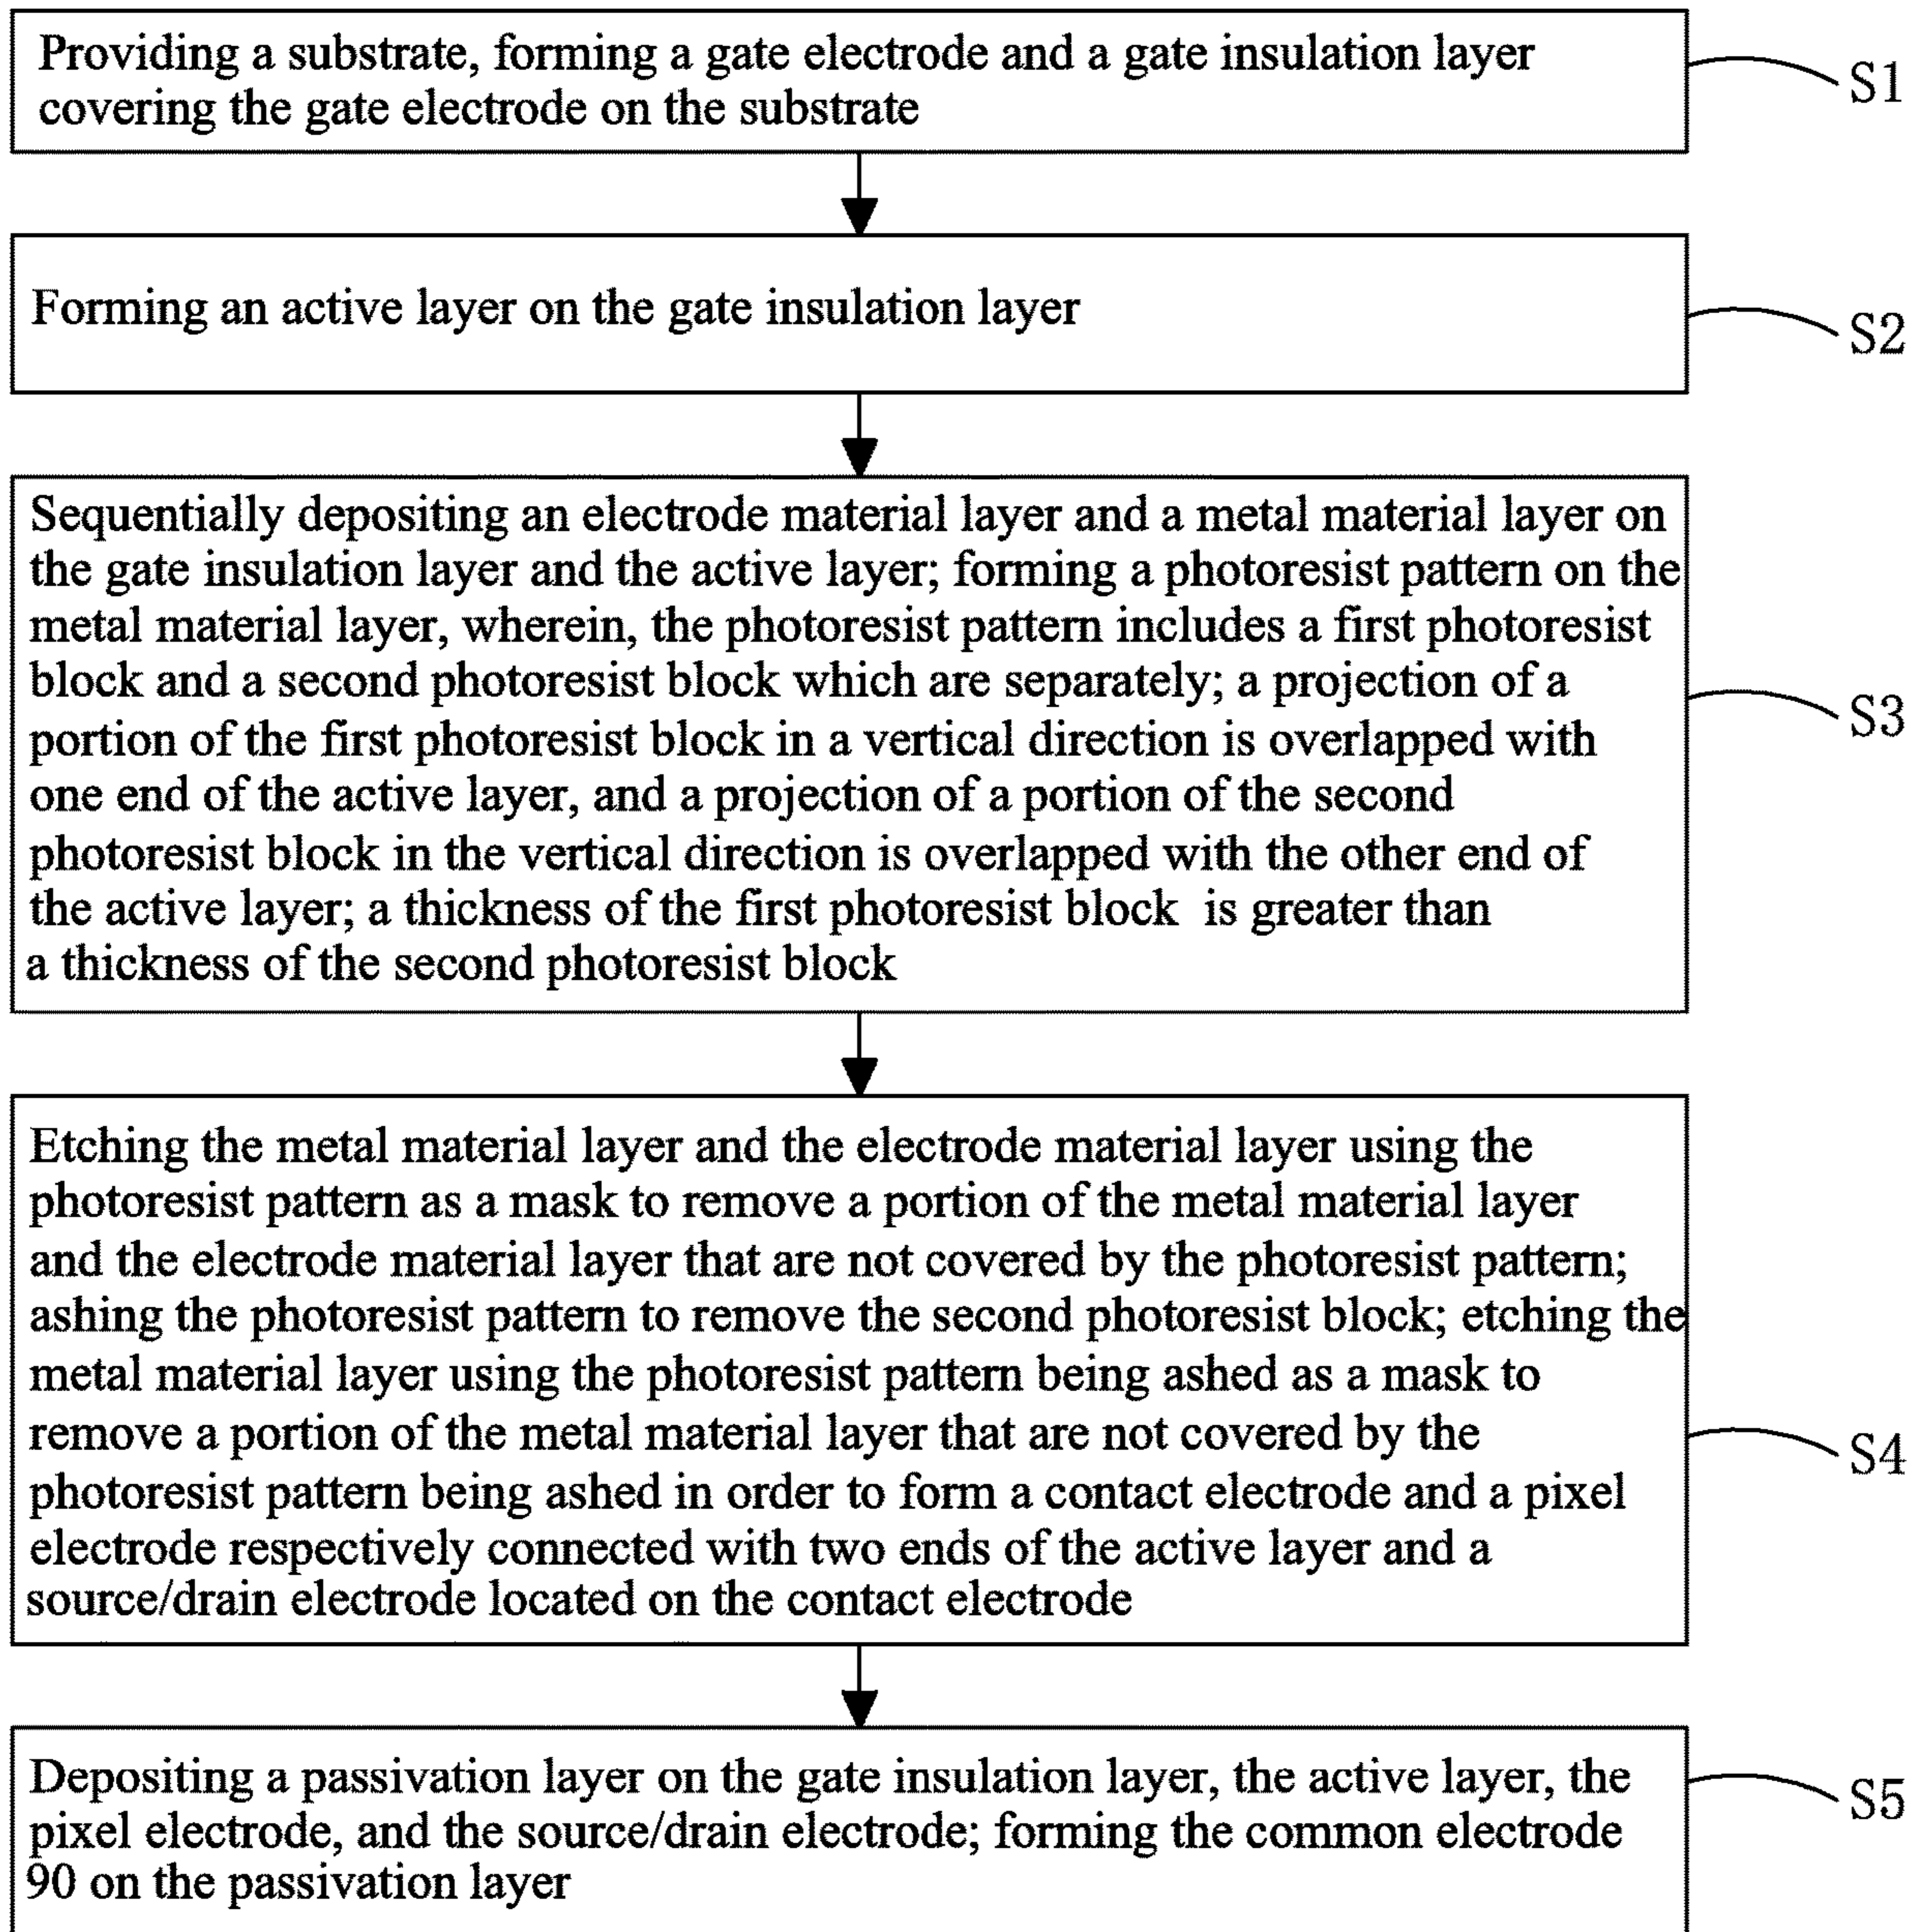 Providing a substrate, forming a gate electrode and a gate insulation layer
covering the gate electrode on the substrate
S1
Forming an active layer on the gate insulation layer
S2
Sequentially depositing an electrode material layer and a metal material layer on
the gate insulation layer and the active layer; forming a photoresist pattern on the
metal material layer, wherein, the photoresist pattern includes a first photoresist
block and a second photoresist block which are separately; a projection of a
portion of the first photoresist block in a vertical direction is overlapped with
one end of the active layer, and a projection of a portion of the second
photoresist block in the vertical direction is overlapped with the other end of
the active layer; a thickness of the first photoresist block is greater than
a thickness of the second photoresist block
S3
Etching the metal material layer and the electrode material layer using the
photoresist pattern as a mask to remove a portion of the metal material layer
and the electrode material layer that are not covered by the photoresist pattern;
ashing the photoresist pattern to remove the second photoresist block; etching the
metal material layer using the photoresist pattern being ashed as a mask to
remove a portion of the metal material layer that are not covered by the
photoresist pattern being ashed in order to form a contact electrode and a pixel
electrode respectively connected with two ends of the active layer and a
source/drain electrode located on the contact electrode
S4
Depositing a passivation layer on the gate insulation layer, the active layer, the
pixel electrode, and the source/drain electrode; forming the common electrode
90 on the passivation layer
S5